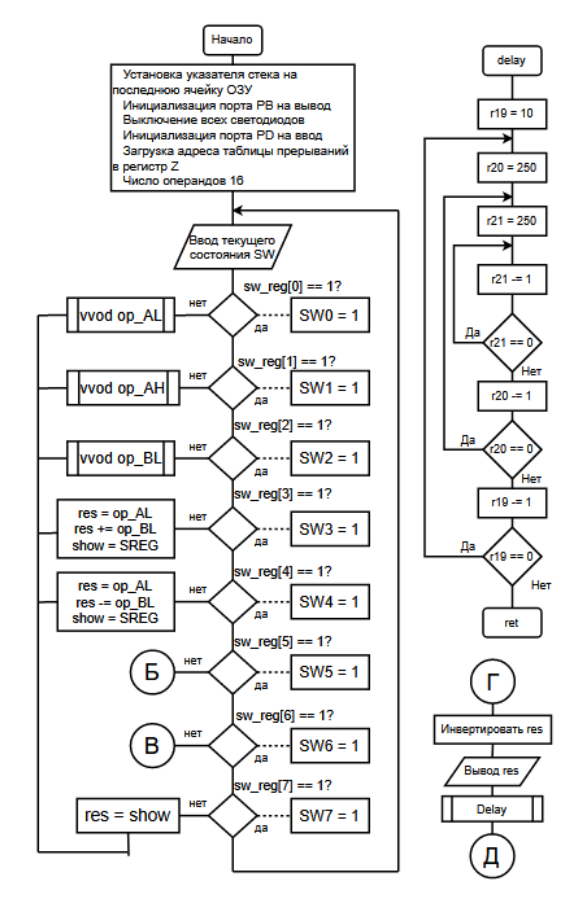 Начало
Установка указателя стека на
последнюю ячейку ОЗУ
Инициализация порта PB на вывод
Выключение всех светодиодов
Инициализация порта PD на ввод
Загрузка адреса таблицы прерываний
в регистр Z
Число операндов 16
Ввод текущего
состояния SW
sw_reg[0] == 1?
нет
vvod op_AL
да
SW0 = 1
sw_reg[1] == 1?
нет
vvod op_AH
да
SW1 = 1
sw_reg[2] == 1?
нет
vvod op_BL
да
SW2 = 1
sw_reg[3] == 1?
res = op_AL
res += op_BL
show = SREG
нет
да
SW3 = 1
sw_reg[4] == 1?
res = op_AL
res -= op_BL
show = SREG
нет
да
SW4 = 1
sw_reg[5] == 1?
Б
нет
да
SW5 = 1
sw_reg[6] == 1?
В
нет
да
SW6 = 1
sw_reg[7] == 1?
res = show
нет
да
SW7 = 1
delay
r19 = 10
r20 = 250
r21 = 250
r21 -= 1
Да
r21 == 0
Нет
r20 -= 1
Да
r20 == 0
Нет
r19 -= 1
Да
r19 == 0
Нет
ret
Г
Инвертировать res
Вывод res
Delay
Д